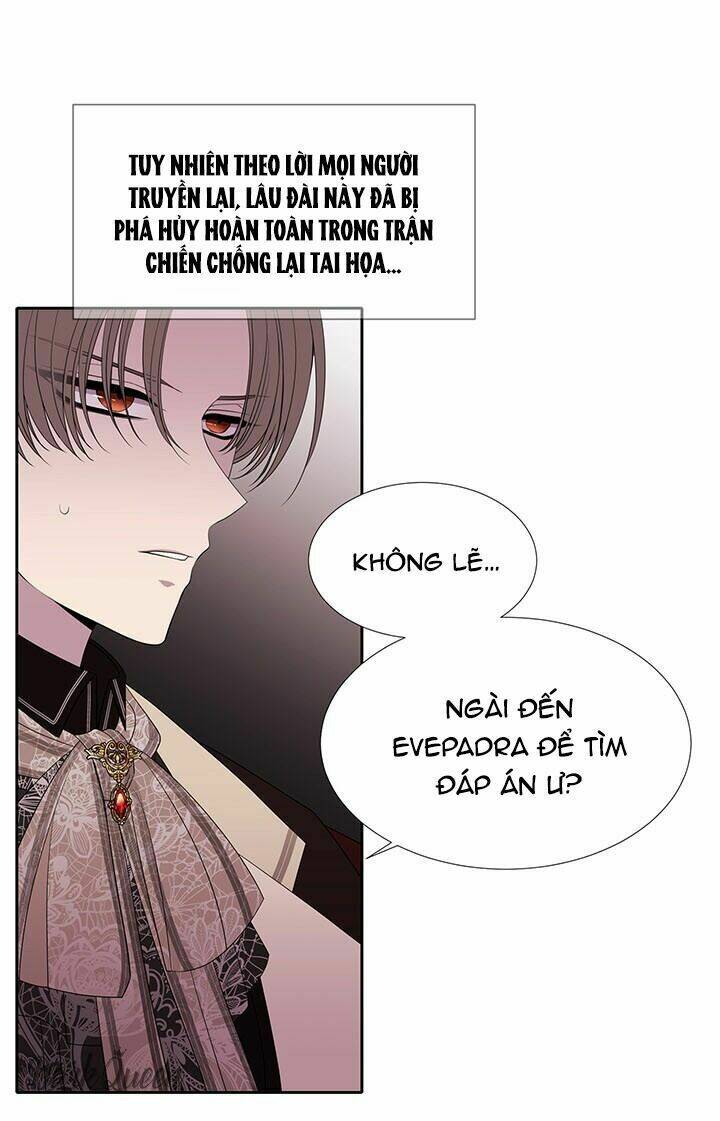 TUY NHIÊN THEO LỜI MỌI NGƯỜI
TRUYỀN LẠI, LÂU ĐÀI NÀY ĐÃ BỊ
PHÁ HỦY HOÀN TOÀN TRONG TRẬN
CHIẾN CHỐNG LẠI TAI HỌA...
KHÔNG LẼ...
NGÀI ĐẾN
EVEPADRA ĐỂ TÌM
ĐÁP ÁN Ư?